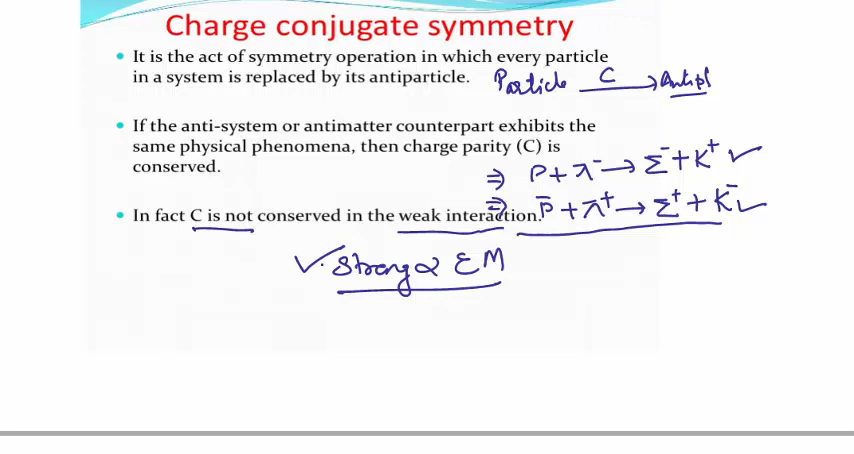 Charge conjugate symmetry
• It is the act of symmetry operation in which every particle
in a system is replaced by its antiparticle.
Particle C → Antipl
• If the anti-system or antimatter counterpart exhibits the
same physical phenomena, then charge parity (C) is
conserved.
⇒ P + π⁻ → Σ⁻ + K⁺ ✓
• In fact C is not conserved in the weak interaction.
⇒ P̄ + π⁺ → Σ⁺ + K⁻ ✓
✓ Strong & EM